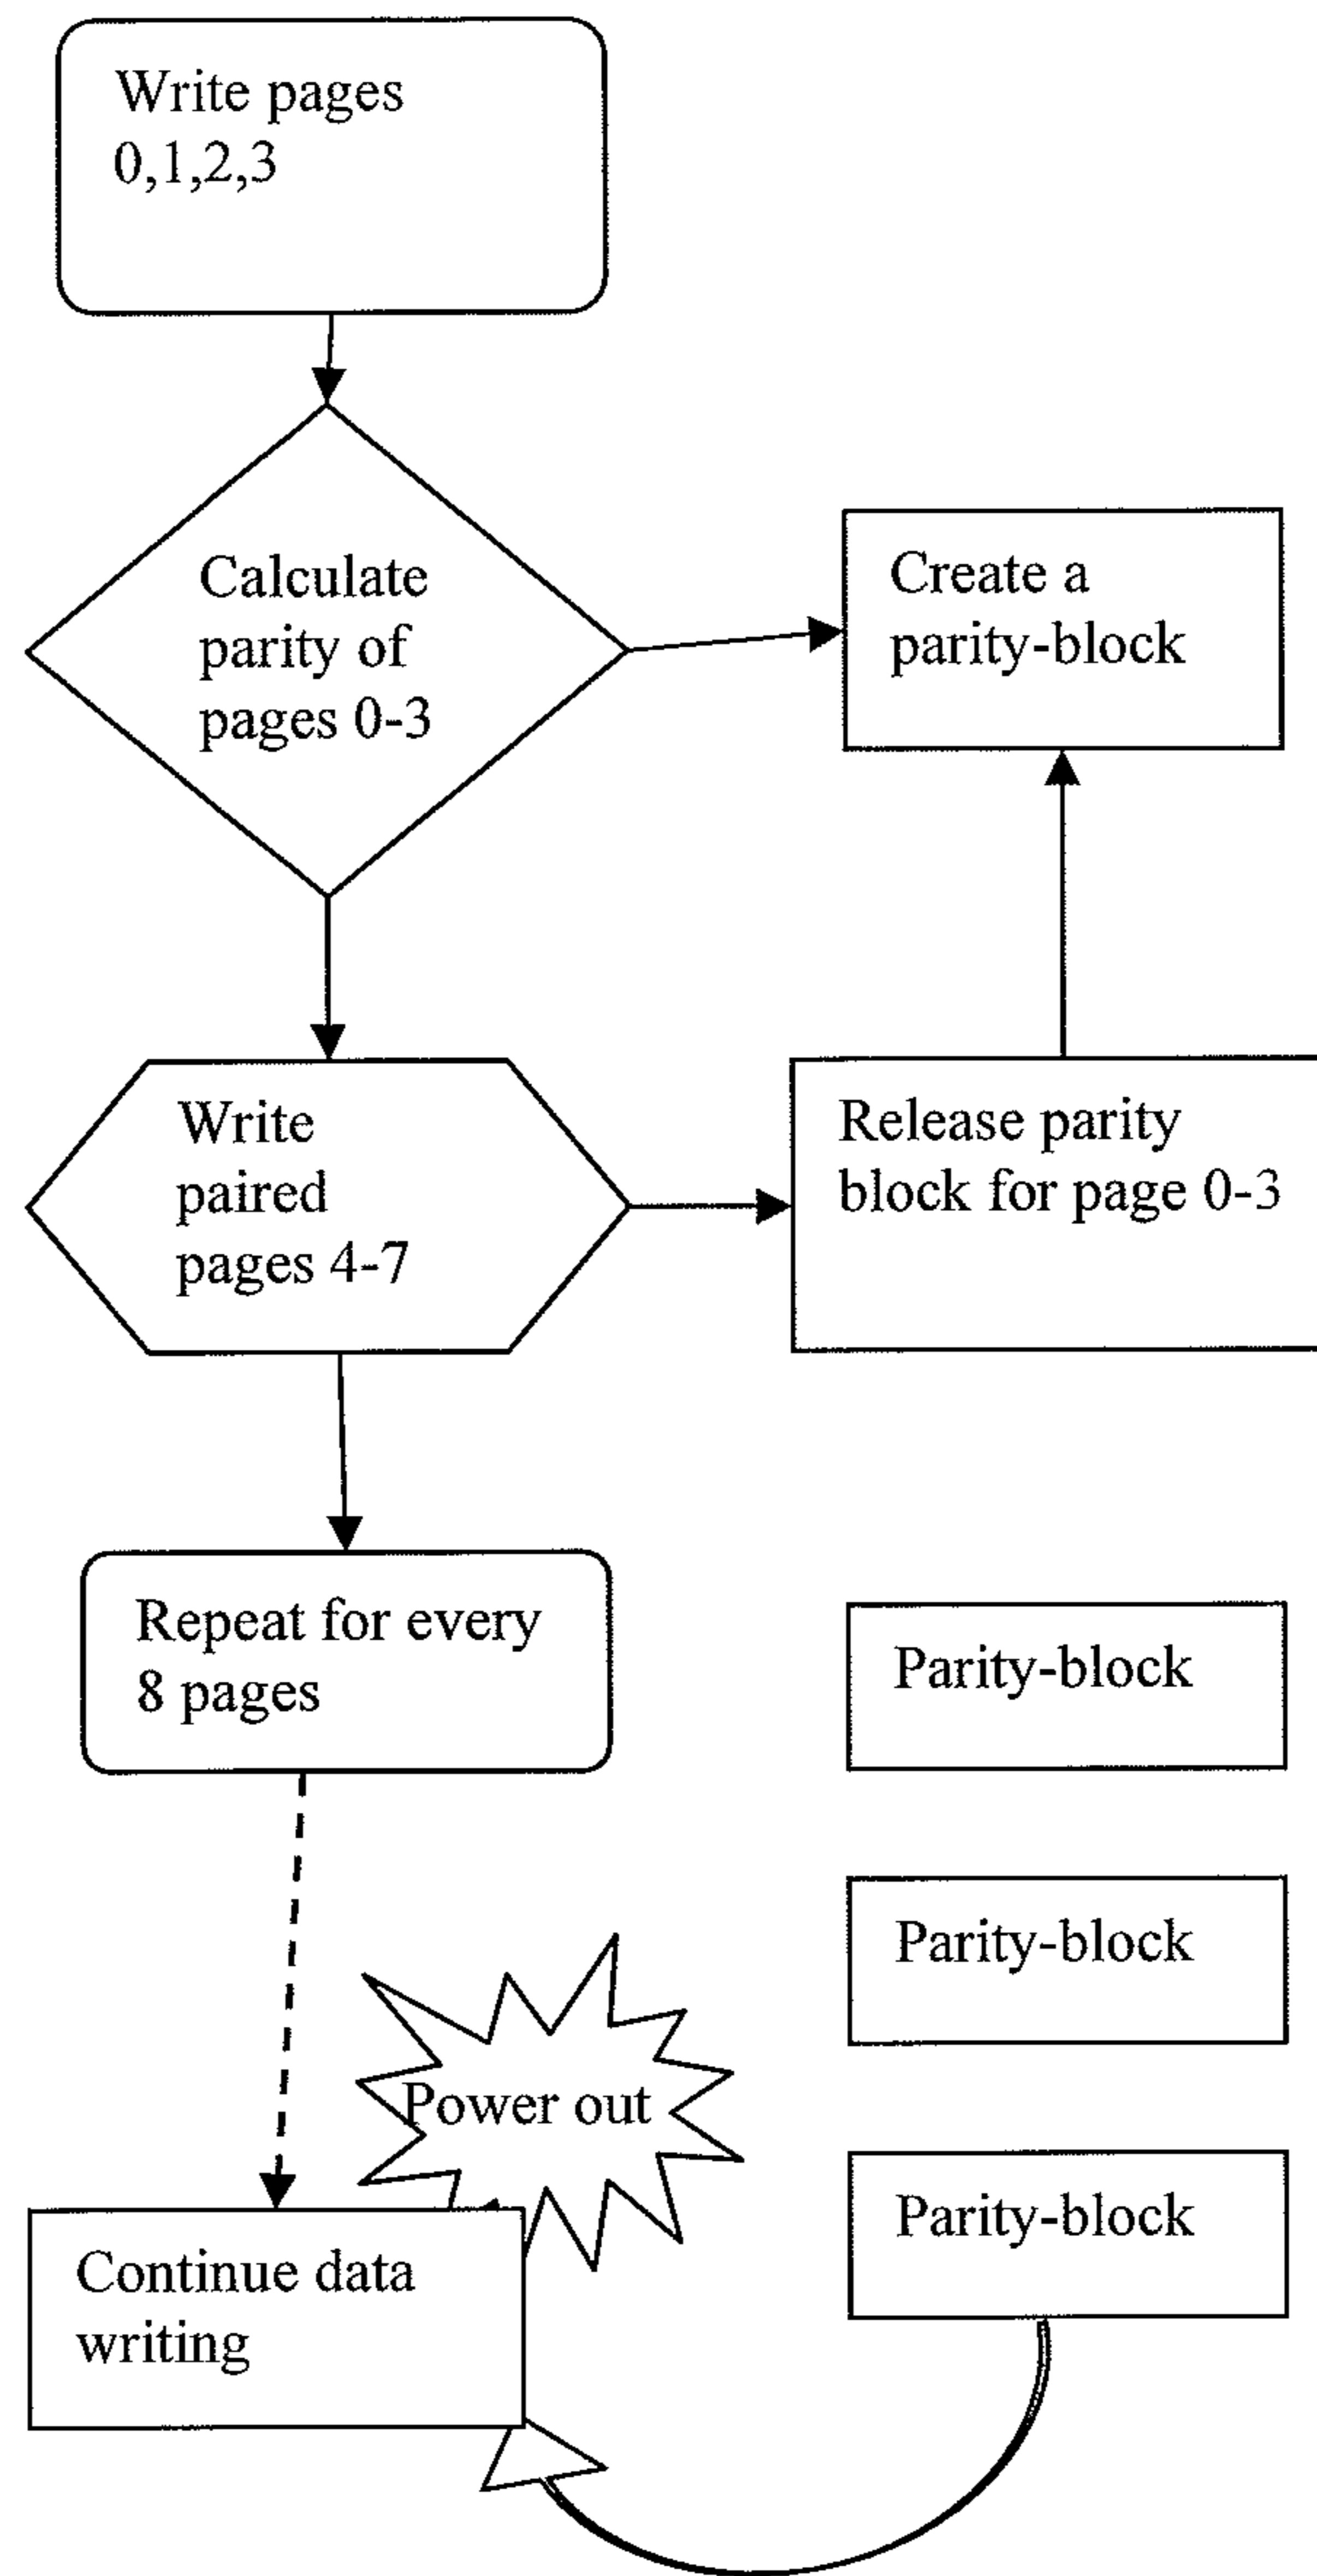 Write pages
0,1,2,3
Calculate
parity of
pages 0-3
Create a
parity-block
Write
paired
pages 4-7
Release parity
block for page 0-3
Repeat for every
8 pages
Parity-block
Parity-block
Power out
Parity-block
Continue data
writing